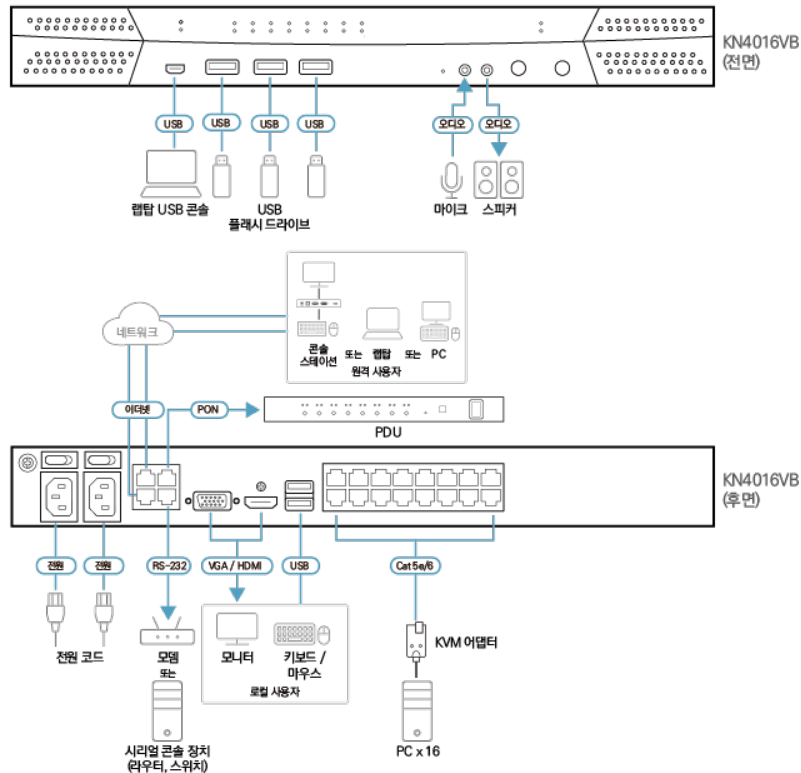 KN4016VB
(전면)
USB
USB
USB
USB
오디오
오디오
랩탑 USB 콘솔
USB
플래시 드라이브
마이크
스피커
네트워크
콘솔
스테이션
또는
랩탑
또는
PC
원격 사용자
이더넷
PON
PDU
KN4016VB
(후면)
전원
전원
RS-232
VGA / HDMI
USB
Cat5e/6
전원 코드
모뎀
또는
시리얼 콘솔 장치
(라우터, 스위치)
모니터
키보드 /
마우스
로컬 사용자
KVM 어댑터
PC x 16